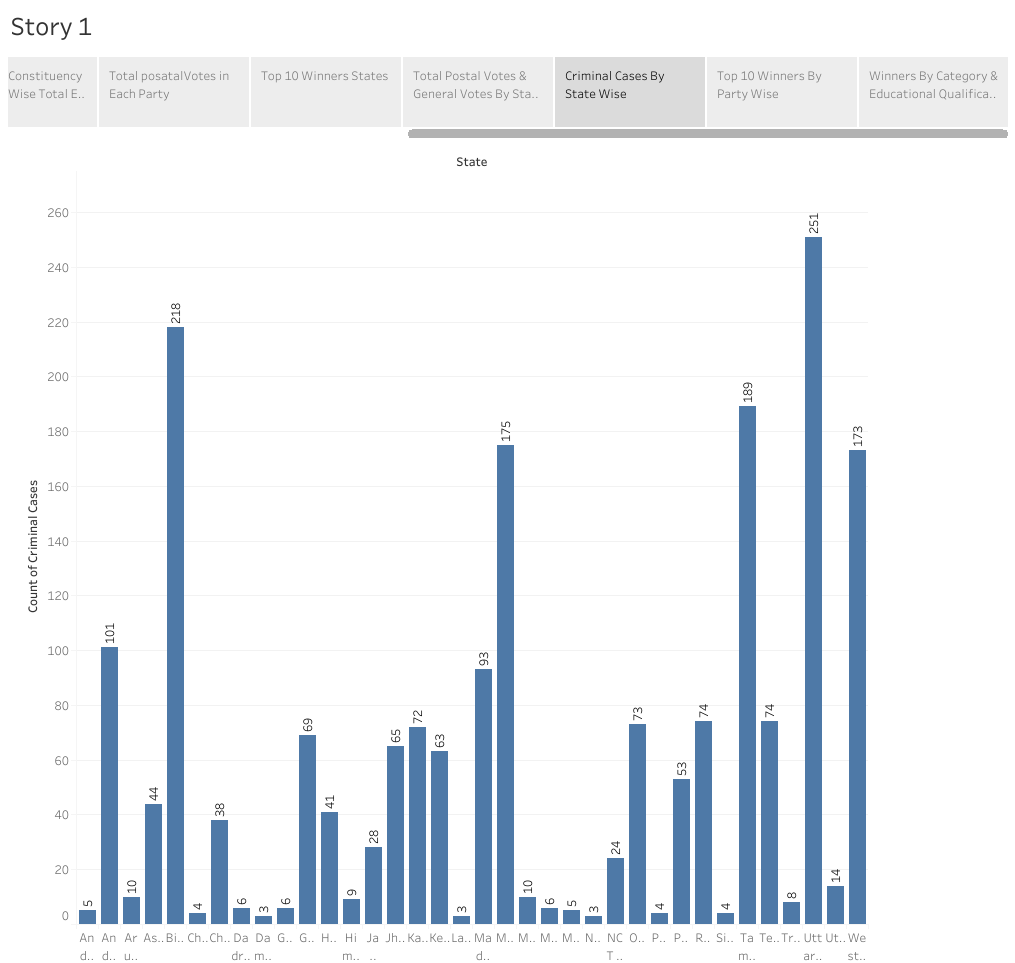 Story 1
Constituency
Wise Total E..
Total posatalVotes in
Each Party
Top 10 Winners States
Total Postal Votes &
General Votes By Sta..
Criminal Cases By
State Wise
Top 10 Winners By
Party Wise
Winners By Category &
Educational Qualifica..
State
Count of Criminal Cases
260
240
220
200
180
160
140
120
100
80
60
40
20
0
5
101
10
44
218
4
38
6
3
6
69
41
9
28
65
72
63
3
93
175
10
6
5
3
24
73
4
53
74
4
189
74
8
251
14
173
An
d..
An
d..
Ar
u..
As..
Bi..
Ch..
Ch..
Da
dr..
Da
m..
G..
G..
H..
Hi
m..
Ja
..
Jh..
Ka..
Ke..
La..
Ma
d..
M..
M..
M..
M..
N..
NC
T ..
O..
P..
P..
R..
Si..
Ta
m..
Te..
Tr..
Utt
ar..
Ut..
We
st..